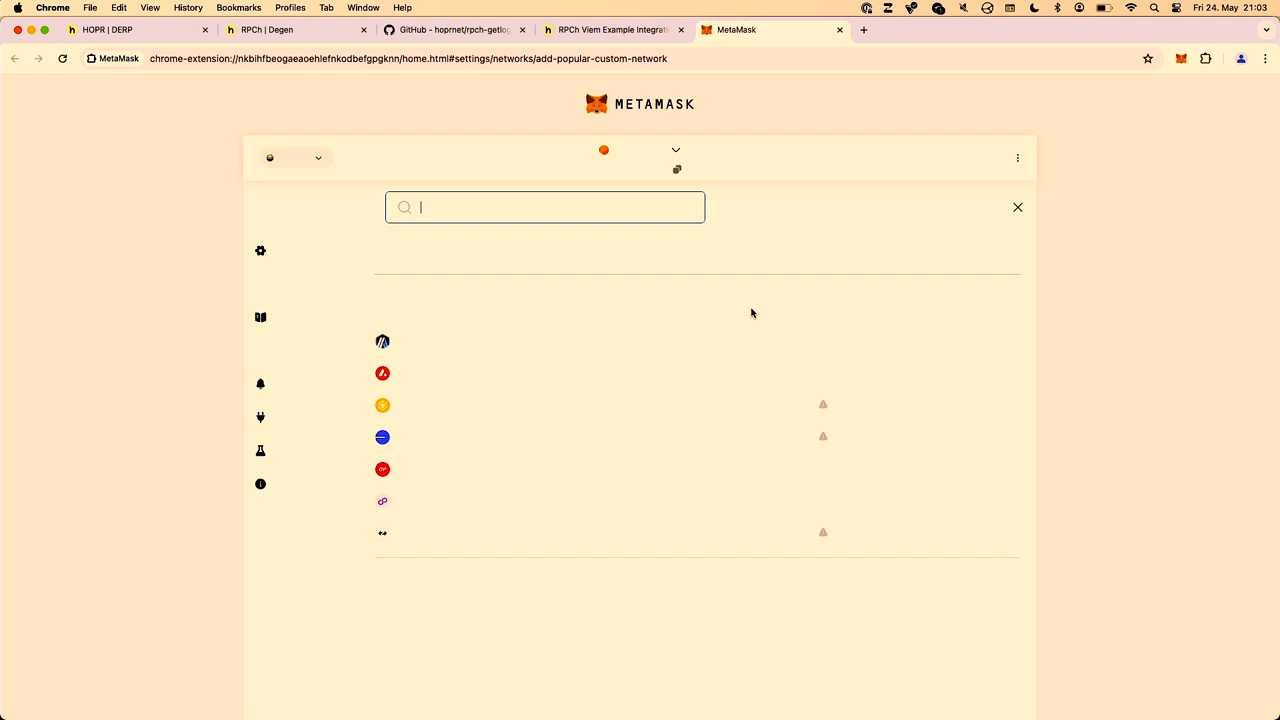 Chrome File Edit View History Bookmarks Profiles Tab Window Help Fri 24. May 21:03
HOPR | DERP RPCh | Degen GitHub - hoprnet/rpch-getlog RPCh Viem Example Integrati MetaMask
MetaMask chrome-extension://nkbihfbeogaeaoehlefnkodbefgpgknn/home.html#settings/networks/add-popular-custom-network
METAMASK
OP